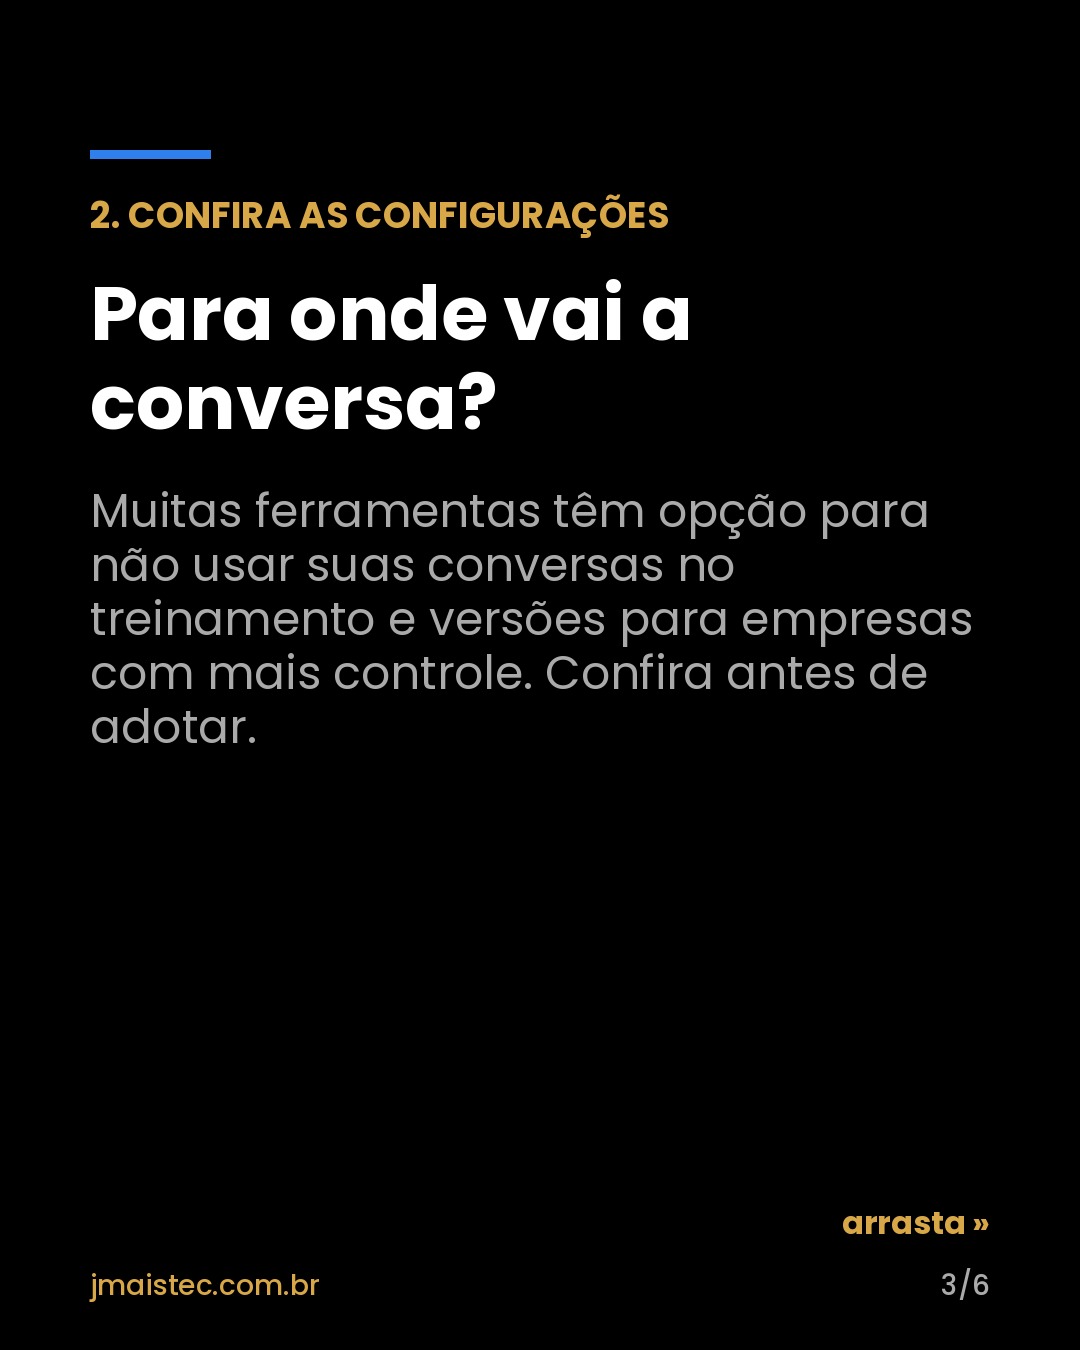 2. CONFIRA AS CONFIGURAÇÕES
Para onde vai a
conversa?
Muitas ferramentas têm opção para
não usar suas conversas no
treinamento e versões para empresas
com mais controle. Confira antes de
adotar.
arrasta »
jmaistec.com.br
3/6